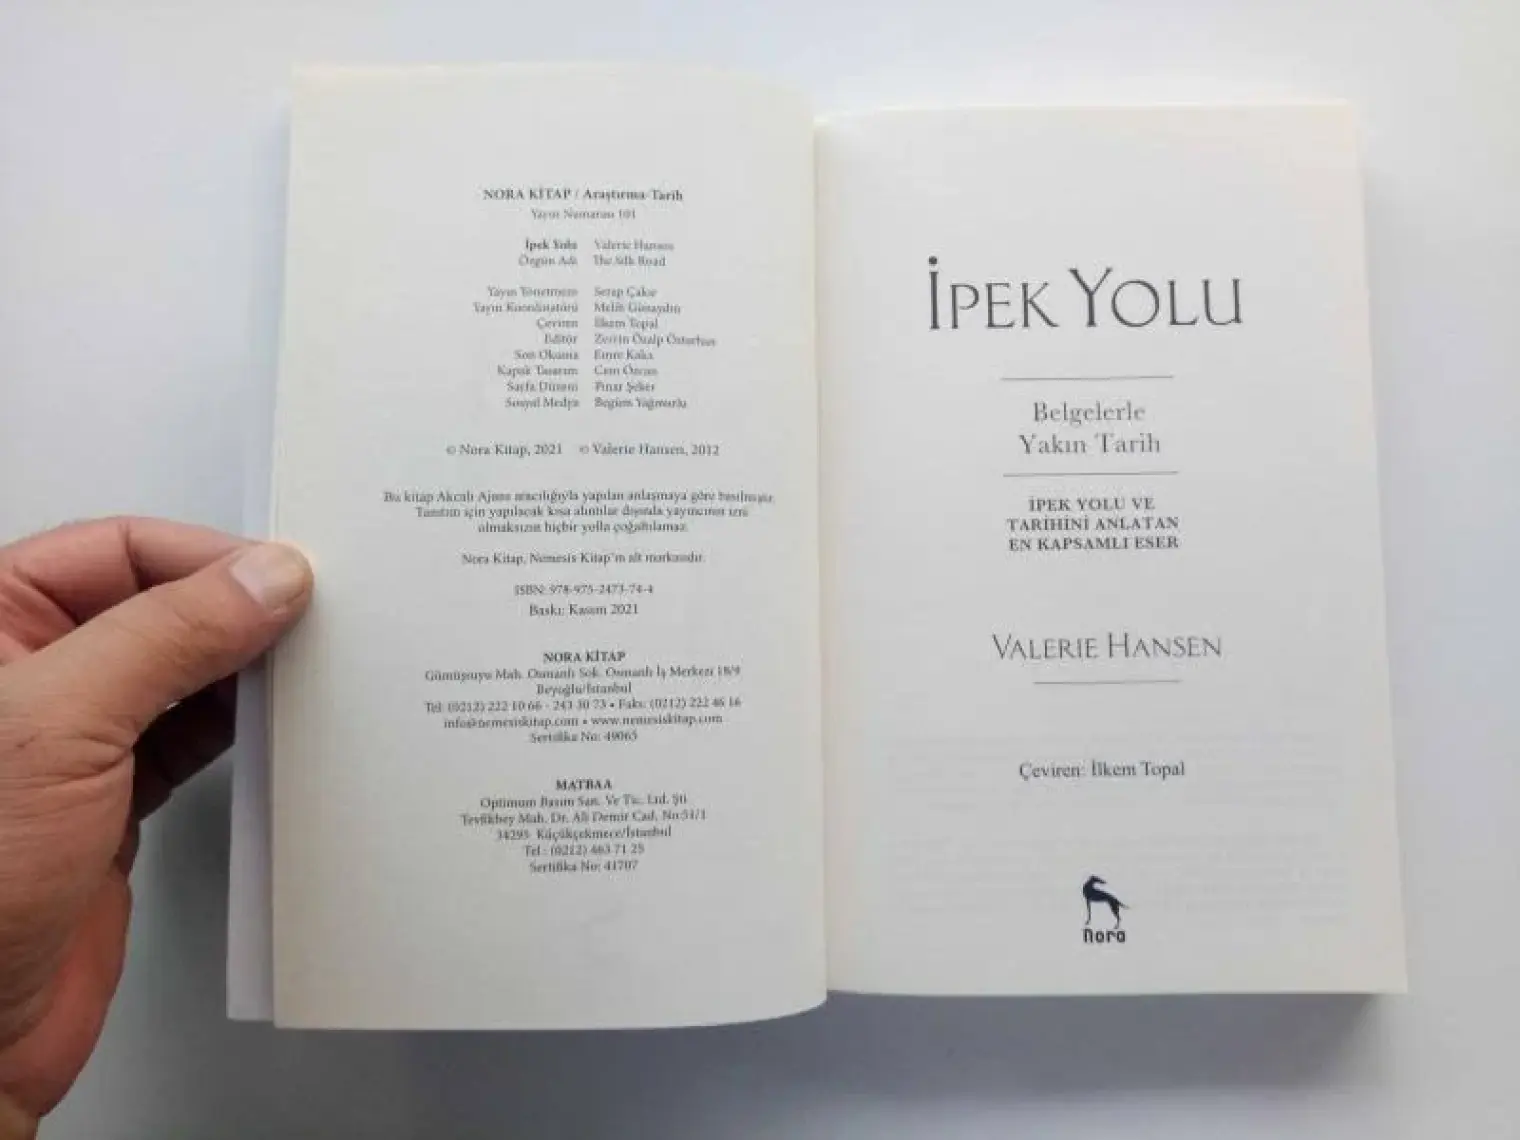 NORA KİTAP / Araştırma-Tarih
Yayın Numarası 101
İpek Yolu Valerie Hansen
Özgün Adı The Silk Road
Yayın Yönetmeni Serap Çakır
Yayın Koordinatörü Melih Günaydın
Çeviren İlkem Topal
Editör Zerrin Özalp Öztarhan
Son Okuma Emre Kaka
Kapak Tasarım Cem Özcan
Sayfa Düzeni Pınar Şeker
Sosyal Medya Begüm Yağmurlu
© Nora Kitap, 2021 © Valerie Hansen, 2012
Bu kitap Akcalı Ajans aracılığıyla yapılan anlaşmaya göre basılmıştır.
Tanıtım için yapılacak kısa alıntılar dışında yayıncının izni
olmaksızın hiçbir yolla çoğaltılamaz.
Nora Kitap, Nemesis Kitap'ın alt markasıdır.
ISBN: 978-975-2473-74-4
Baskı: Kasım 2021
NORA KİTAP
Gümüşsuyu Mah. Osmanlı Sok. Osmanlı İş Merkezi 18/9
Beyoğlu/İstanbul
Tel: (0212) 222 10 66 - 243 30 73 • Faks: (0212) 222 46 16
info@nemesiskitap.com • www.nemesiskitap.com
Sertifika No: 49065
MATBAA
Optimum Basım San. Ve Tic. Ltd. Şti
Tevfikbey Mah. Dr. Ali Demir Cad. No:51/1
34295 Küçükçekmece/İstanbul
Tel.: (0212) 463 71 25
Sertifika No: 41707
İPEK YOLU
Belgelerle
Yakın Tarih
İPEK YOLU VE
TARİHİNİ ANLATAN
EN KAPSAMLI ESER
VALERIE HANSEN
Çeviren: İlkem Topal
Nora